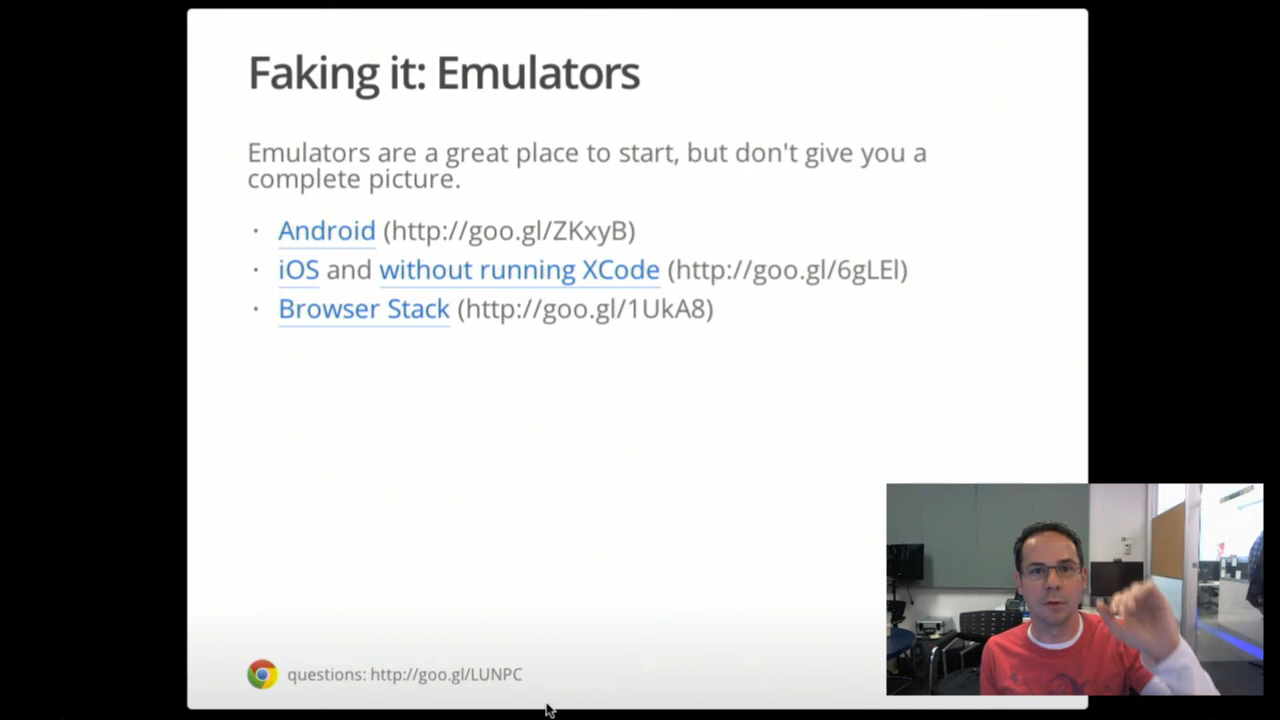 Faking it: Emulators
Emulators are a great place to start, but don't give you a
complete picture.
· Android (http://goo.gl/ZKxyB)
· iOS and without running XCode (http://goo.gl/6gLEl)
· Browser Stack (http://goo.gl/1UkA8)
questions: http://goo.gl/LUNPC